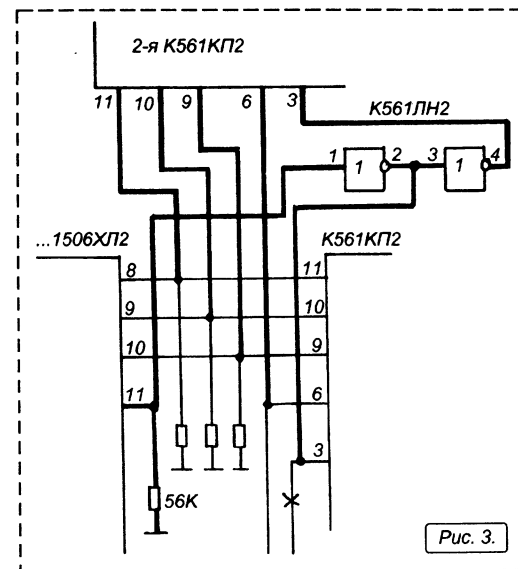 2-я К561КП2
11 10 9 6 3
К561ЛН2
1 1 2 3 1 4
...1506ХЛ2
К561КП2
8 11
9 10
10 9
11 6
3
56К
Рис. 3.